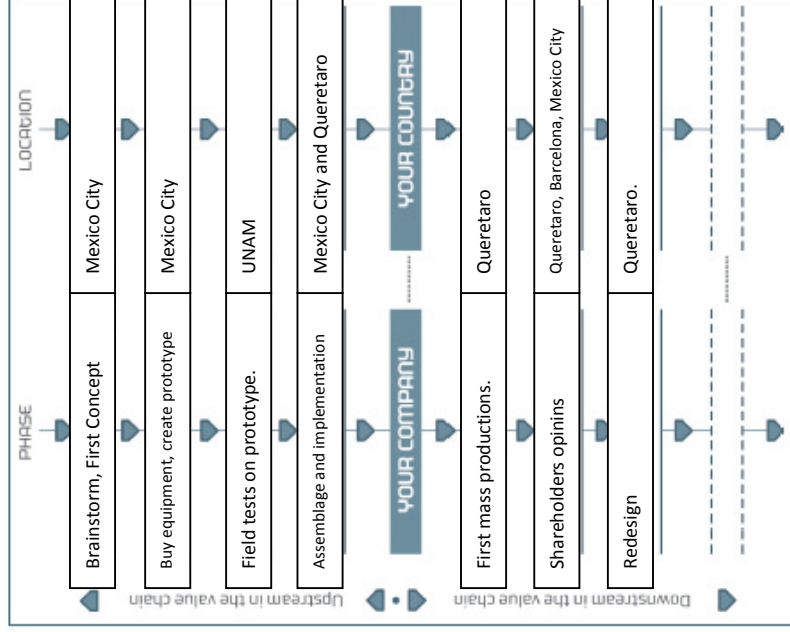 PHASE
LOCATION
Brainstorm, First Concept
Mexico City
Buy equipment, create prototype
Mexico City
Field tests on prototype.
UNAM
Assemblage and implementation
Mexico City and Queretaro
YOUR COMPANY
YOUR COUNTRY
First mass productions.
Queretaro
Shareholders opinins
Queretaro, Barcelona, Mexico City
Redesign
Queretaro.
Upstream in the value chain
Downstream in the value chain